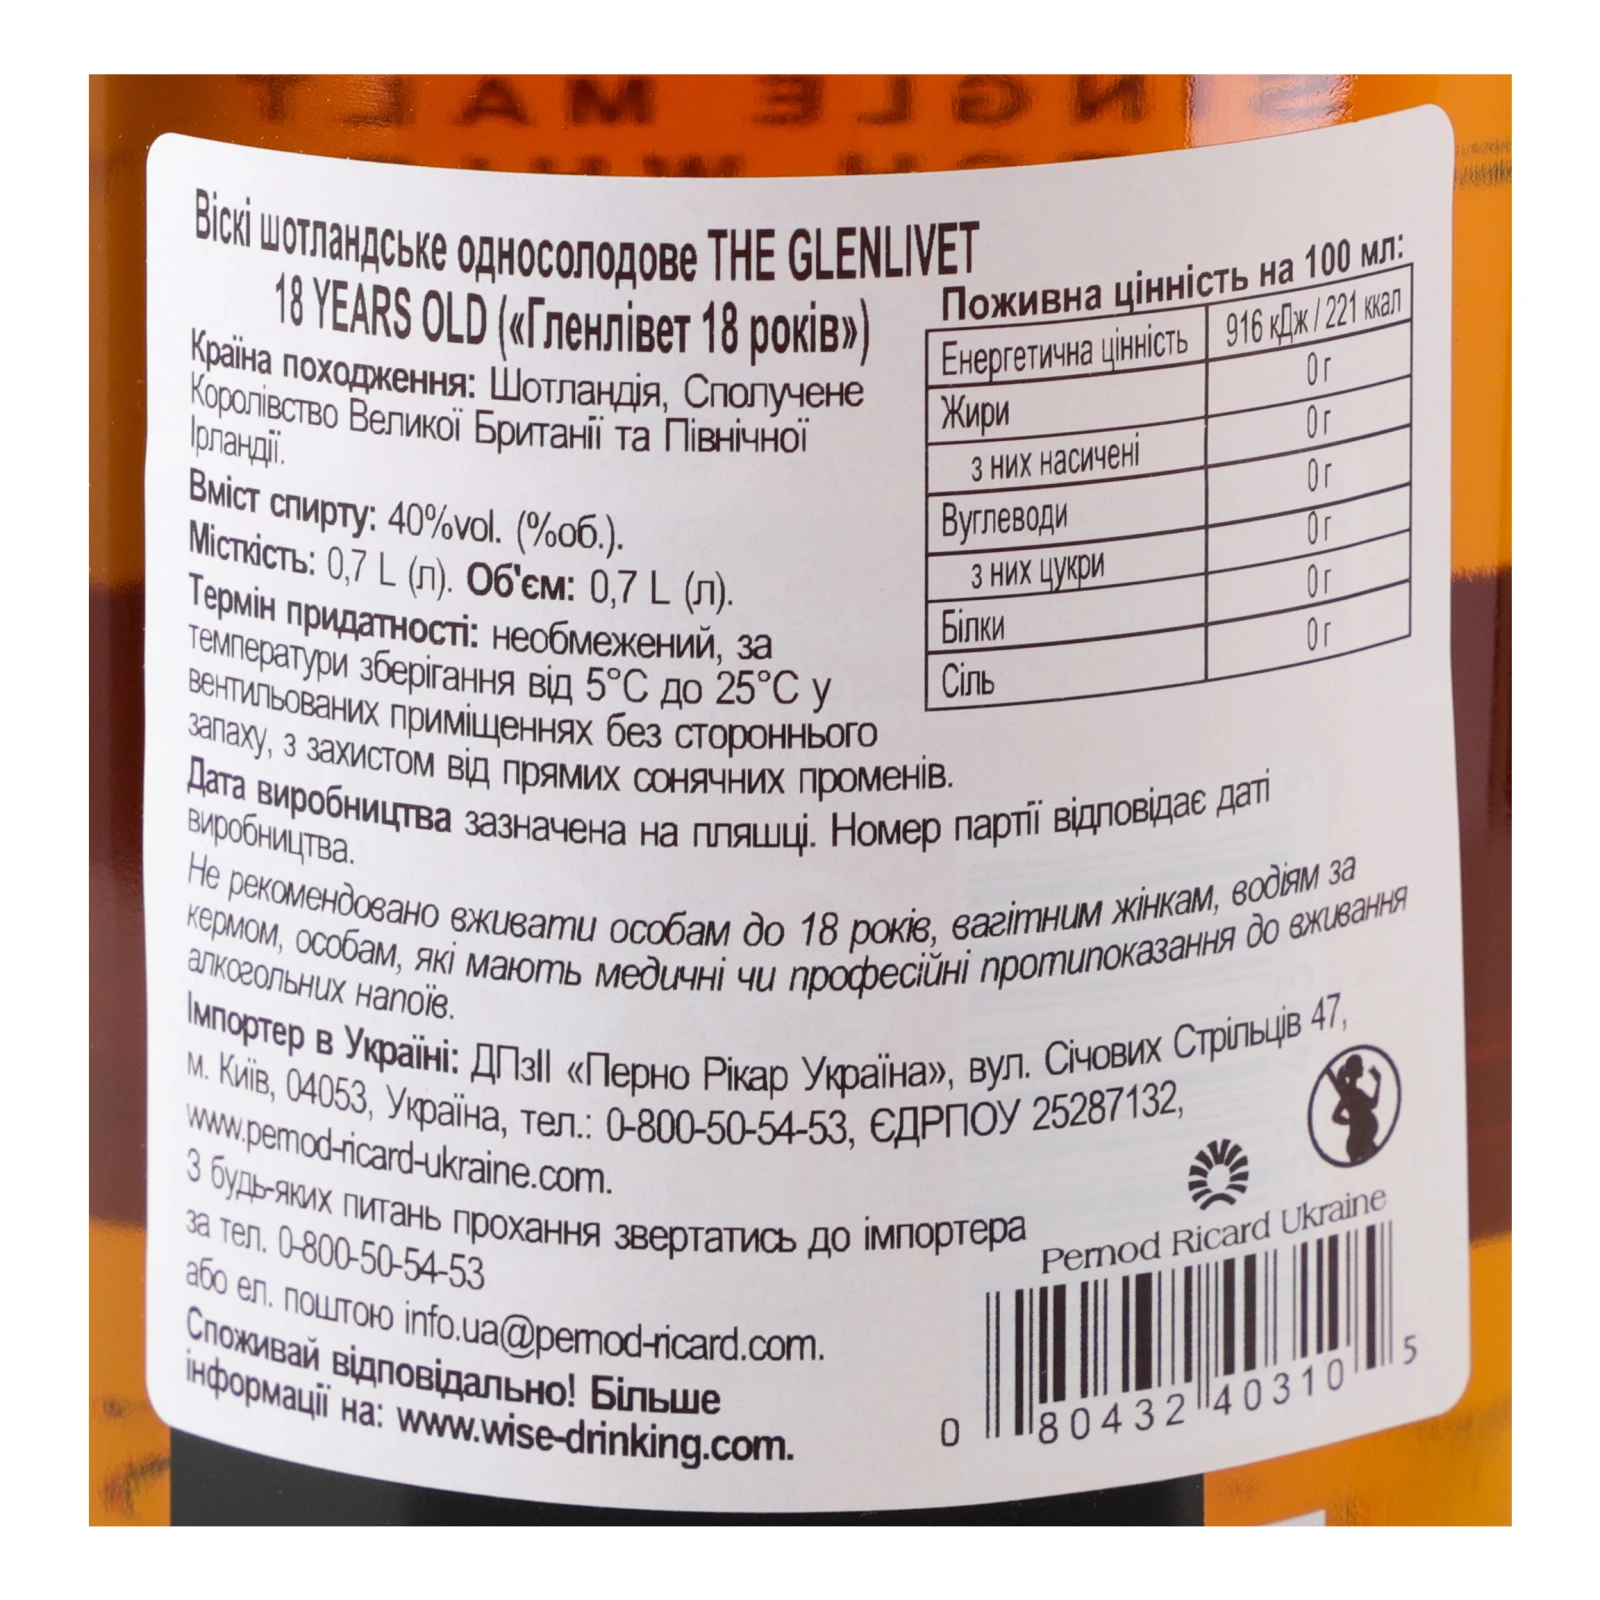 SINGLE MALT
Віскі шотландське односолодове THE GLENLIVET
18 YEARS OLD («Гленлівет 18 років»)
Країна походження: Шотландія, Сполучене
Королівство Великої Британії та Північної
Ірландії.
Вміст спирту: 40%vol. (%об.).
Місткість: 0,7 L (л). Об'єм: 0,7 L (л).
Термін придатності: необмежений, за
температури зберігання від 5°С до 25°С у
вентильованих приміщеннях без стороннього
запаху, з захистом від прямих сонячних променів.
Поживна цінність на 100 мл:
Енергетична цінність 916 кДж / 221 ккал
Жири 0 г
з них насичені 0 г
Вуглеводи 0 г
з них цукри 0 г
Білки 0 г
Сіль 0 г
Дата виробництва зазначена на пляшці. Номер партії відповідає даті
виробництва.
Не рекомендовано вживати особам до 18 років, вагітним жінкам, водіям за
кермом, особам, які мають медичні чи професійні протипоказання до вживання
алкогольних напоїв.
Імпортер в Україні: ДПзІІ «Перно Рікар Україна», вул. Січових Стрільців 47,
м. Київ, 04053, Україна, тел.: 0-800-50-54-53, ЄДРПОУ 25287132,
www.pernod-ricard-ukraine.com.
З будь-яких питань прохання звертатись до імпортера
за тел. 0-800-50-54-53
або ел. поштою info.ua@pernod-ricard.com.
Споживай відповідально! Більше
інформації на: www.wise-drinking.com.
Pernod Ricard Ukraine
0 80432 40310 5